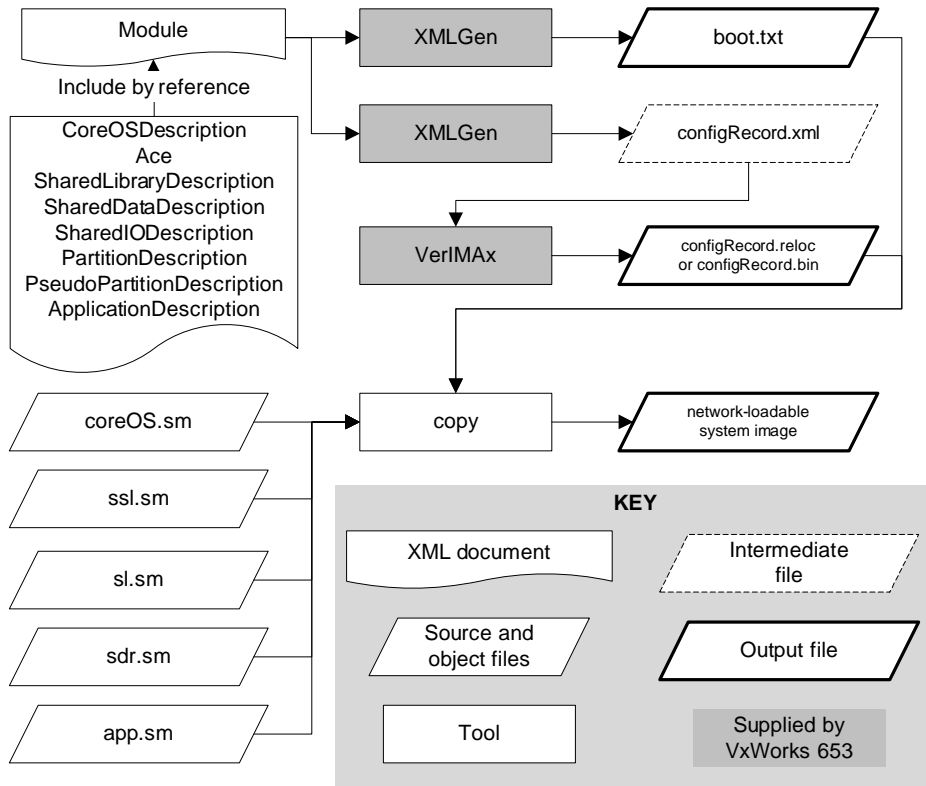 Module
XMLGen
boot.txt
Include by reference
CoreOSDescription
Ace
SharedLibraryDescription
SharedDataDescription
SharedIODescription
PartitionDescription
PseudoPartitionDescription
ApplicationDescription
XMLGen
configRecord.xml
VerIMAx
configRecord.reloc
or configRecord.bin
coreOS.sm
copy
network-loadable
system image
ssl.sm
sl.sm
sdr.sm
app.sm
KEY
XML document
Intermediate
file
Source and
object files
Output file
Tool
Supplied by
VxWorks 653